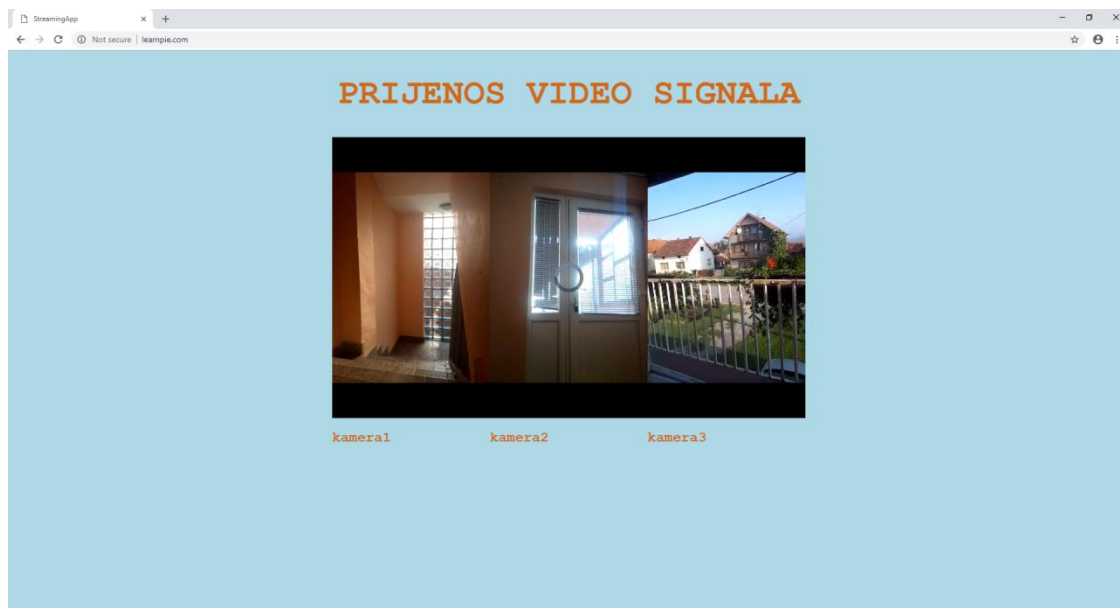 StreamingApp
Not secure | learnpie.com
PRIJENOS VIDEO SIGNALA
kamera1 kamera2 kamera3